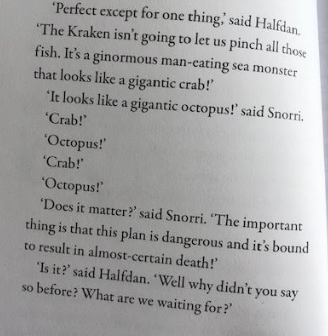 ‘Perfect except for one thing,’ said Halfdan.
‘The Kraken isn’t going to let us pinch all those
fish. It’s a ginormous man-eating sea monster
that looks like a gigantic crab!’
‘It looks like a gigantic octopus!’ said Snorri.
‘Crab!’
‘Octopus!’
‘Crab!’
‘Octopus!’
‘Does it matter?’ said Snorri. ‘The important
thing is that this plan is dangerous and it’s bound
to result in almost-certain death!’
‘Is it?’ said Halfdan. ‘Well why didn’t you say
so before? What are we waiting for?’